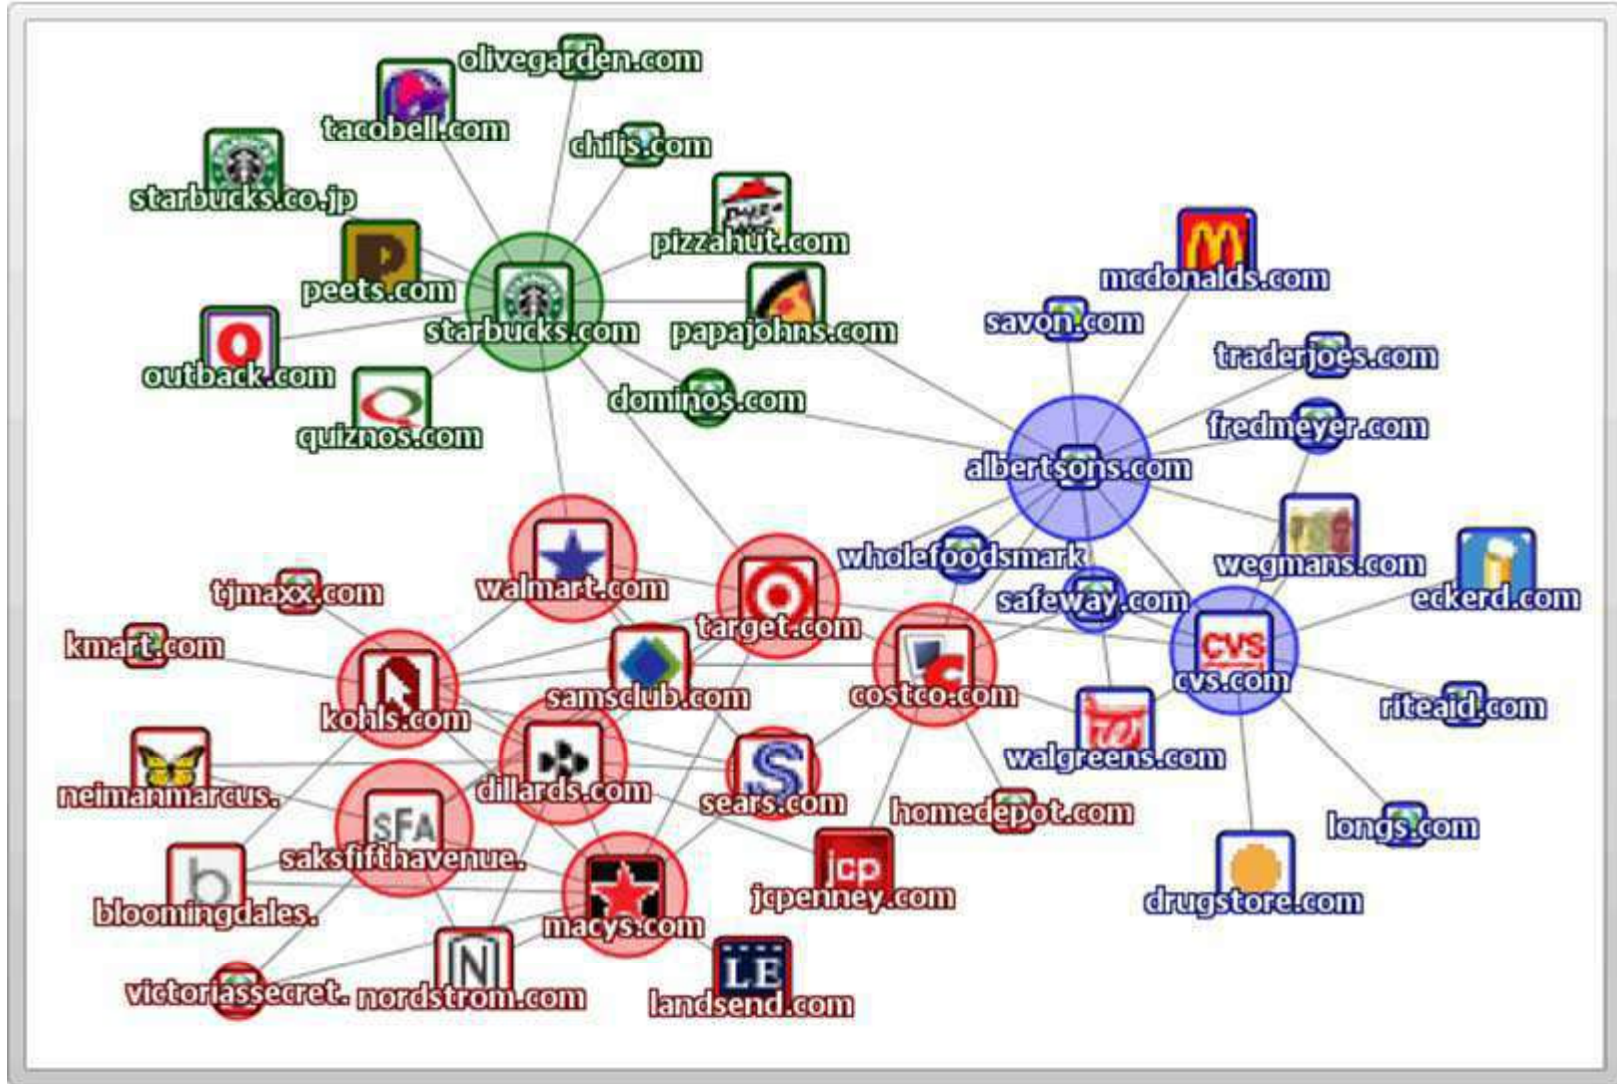 olivegarden.com
tacobell.com
chilis.com
starbucks.co.jp
pizzahut.com
mcdonalds.com
peets.com
starbucks.com
papajohns.com
savon.com
traderjoes.com
outback.com
dominos.com
fredmeyer.com
quiznos.com
albertsons.com
wholefoodsmark
wegmans.com
tjmaxx.com
walmart.com
safeway.com
eckerd.com
target.com
kmart.com
CVS
cvs.com
kohls.com
samsclub.com
costco.com
riteaid.com
walgreens.com
neimanmarcus.
dillards.com
S
sears.com
homedepot.com
longs.com
SFA
saksfifthavenue.
jcp
jcpenney.com
drugstore.com
b
bloomingdales.
macys.com
N
nordstrom.com
victoriassecret.
LE
landsend.com